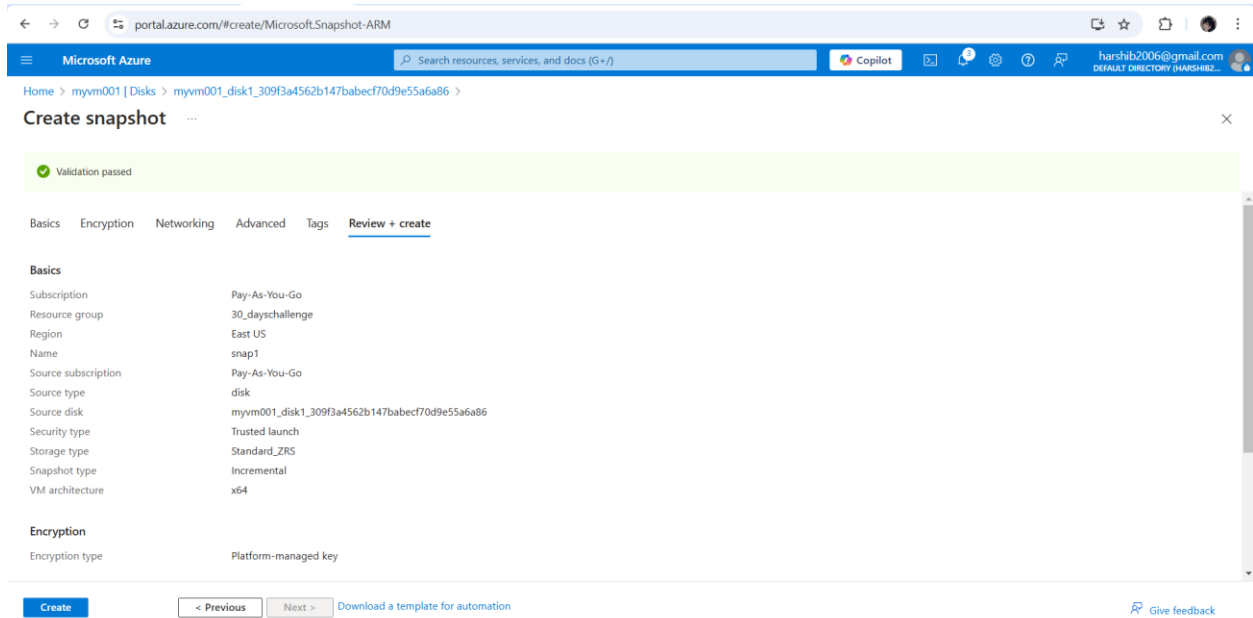 portal.azure.com/#create/Microsoft.Snapshot-ARM
Microsoft Azure
Search resources, services, and docs (G+/)
Copilot
3
harshib2006@gmail.com
DEFAULT DIRECTORY (HARSHIB2...
Home > myvm001 | Disks > myvm001_disk1_309f3a4562b147babecf70d9e55a6a86 >
Create snapshot ...
Validation passed
Basics Encryption Networking Advanced Tags Review + create
Basics
Subscription Pay-As-You-Go
Resource group 30_dayschallenge
Region East US
Name snap1
Source subscription Pay-As-You-Go
Source type disk
Source disk myvm001_disk1_309f3a4562b147babecf70d9e55a6a86
Security type Trusted launch
Storage type Standard_ZRS
Snapshot type Incremental
VM architecture x64
Encryption
Encryption type Platform-managed key
Create < Previous Next > Download a template for automation Give feedback